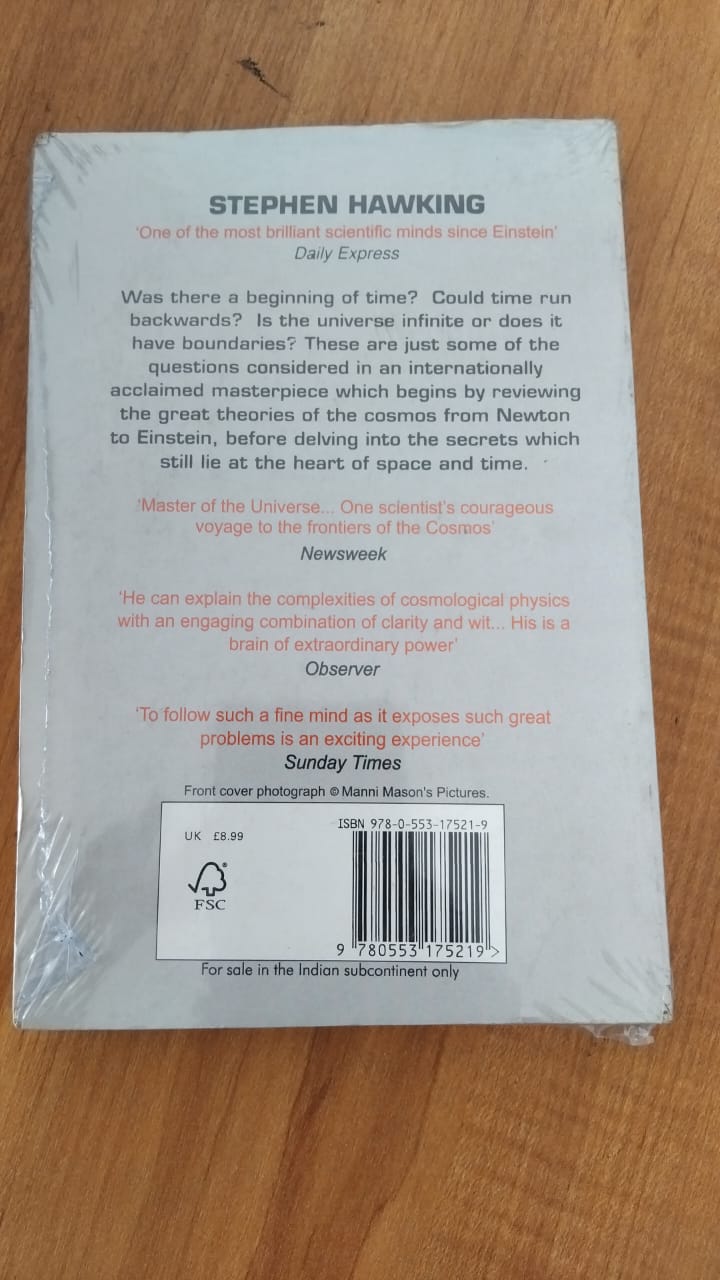 STEPHEN HAWKING
'One of the most brilliant scientific minds since Einstein'
Daily Express
Was there a beginning of time? Could time run
backwards? Is the universe infinite or does it
have boundaries? These are just some of the
questions considered in an internationally
acclaimed masterpiece which begins by reviewing
the great theories of the cosmos from Newton
to Einstein, before delving into the secrets which
still lie at the heart of space and time.
'Master of the Universe... One scientist's courageous
voyage to the frontiers of the Cosmos'
Newsweek
'He can explain the complexities of cosmological physics
with an engaging combination of clarity and wit... His is a
brain of extraordinary power'
Observer
'To follow such a fine mind as it exposes such great
problems is an exciting experience'
Sunday Times
Front cover photograph © Manni Mason's Pictures.
ISBN 978-0-553-17521-9
UK £8.99
FSC
9 780553 175219 >
For sale in the Indian subcontinent only